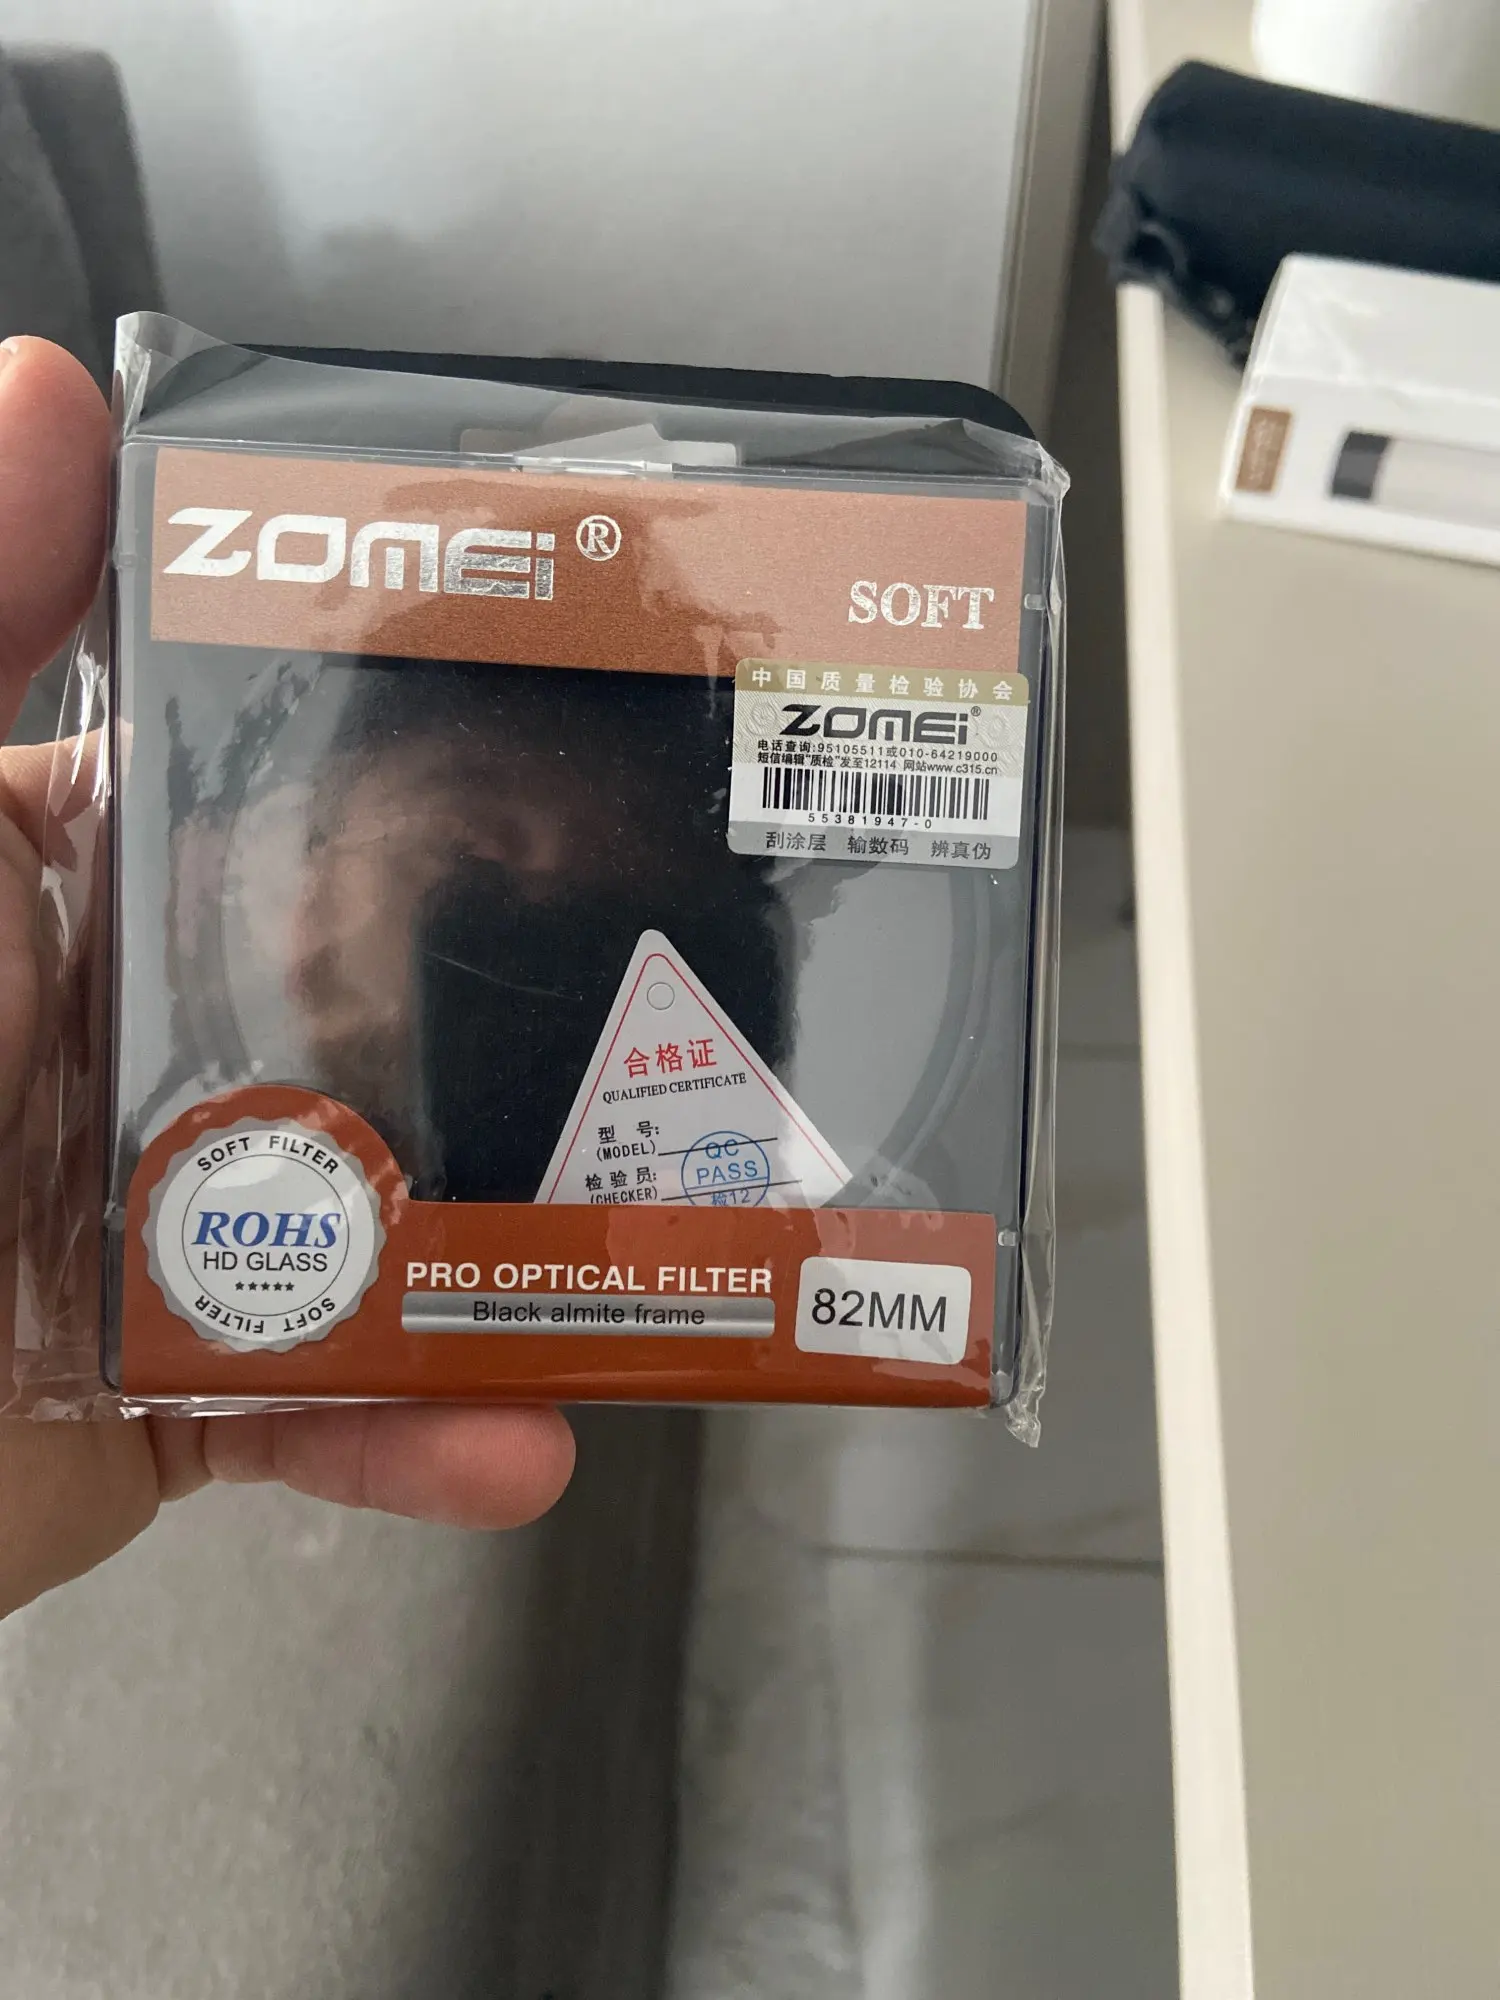 ZOMEi®
SOFT
中国质量检验协会
ZOMEi®
电话查询:95105511或010-64219000
短信编辑"质检"发至12114 网站www.c315.cn
55381947-0
刮涂层 输数码 辨真伪
合格证
QUALIFIED CERTIFICATE
型 号:
(MODEL)
QC
PASS
检12
检验员:
(CHECKER)
SOFT FILTER
ROHS
HD GLASS
★★★★★
SOFT FILTER
PRO OPTICAL FILTER
Black almite frame
82MM